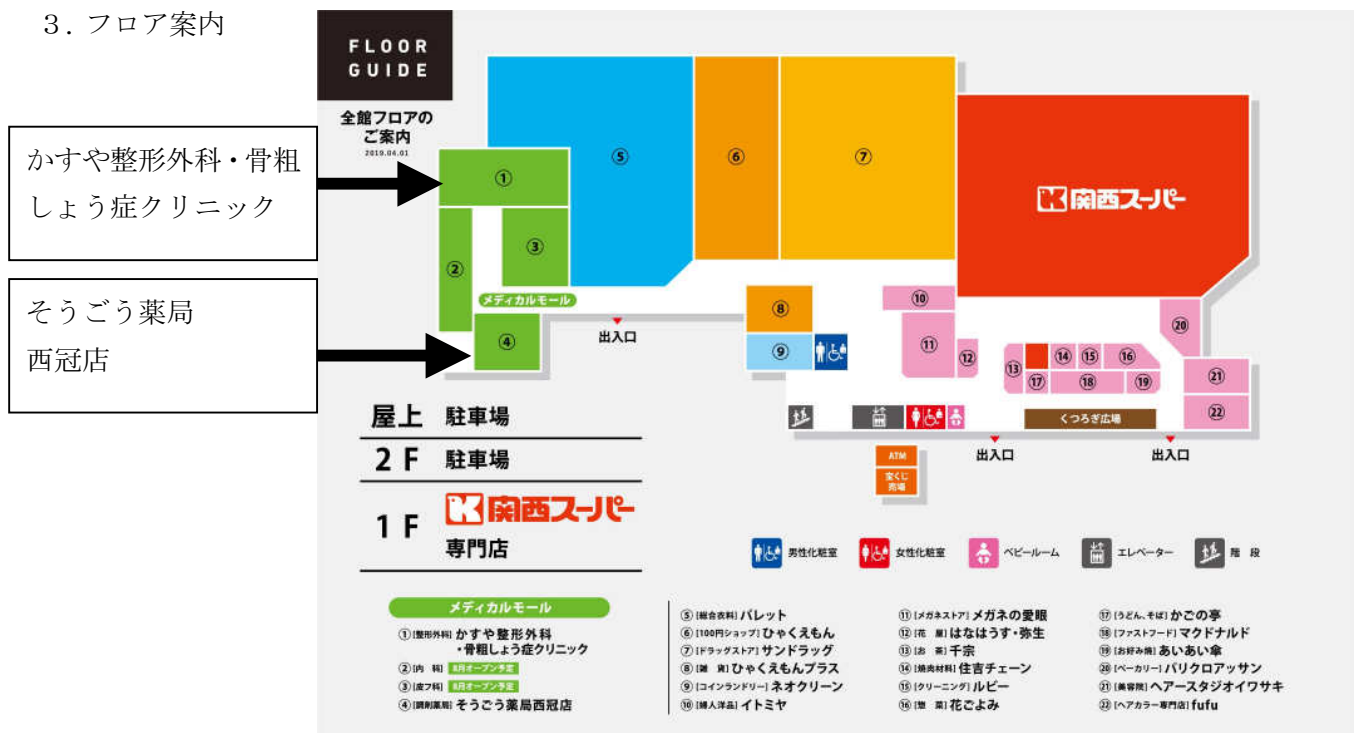 ３．フロア案内
かすや整形外科・骨粗
しょう症クリニック
そうごう薬局
西冠店
FLOOR
GUIDE
全館フロアの
ご案内
2019.04.01
①
②
③
④
メディカルモール
⑤
⑥
⑦
関西スーパー
⑧
⑨
⑩
⑪
⑫
⑬
⑭
⑮
⑯
⑰
⑱
⑲
⑳
㉑
㉒
くつろぎ広場
出入口
出入口
出入口
ATM
宝くじ
売場
屋上 駐車場
2F 駐車場
1F 関西スーパー
専門店
男性化粧室
女性化粧室
ベビールーム
エレベーター
階段
メディカルモール
①[整形外科] かすや整形外科
・骨粗しょう症クリニック
②[内 科] 8月オープン予定
③[皮フ科] 8月オープン予定
④[調剤薬局] そうごう薬局西冠店
⑤[総合衣料] パレット
⑥[100円ショップ] ひゃくえもん
⑦[ドラッグストア] サンドラッグ
⑧[雑 貨] ひゃくえもんプラス
⑨[コインランドリー] ネオクリーン
⑩[婦人洋品] イトミヤ
⑪[メガネストア] メガネの愛眼
⑫[花 屋] はなはうす・弥生
⑬[お 茶] 千宗
⑭[焼肉材料] 住吉チェーン
⑮[クリーニング] ルビー
⑯[惣 菜] 花ごよみ
⑰[うどん、そば] かごの亭
⑱[ファストフード] マクドナルド
⑲[お好み焼] あいあい傘
⑳[ベーカリー] パリクロアッサン
㉑[美容院] ヘアースタジオイワサキ
㉒[ヘアカラー専門店] fufu